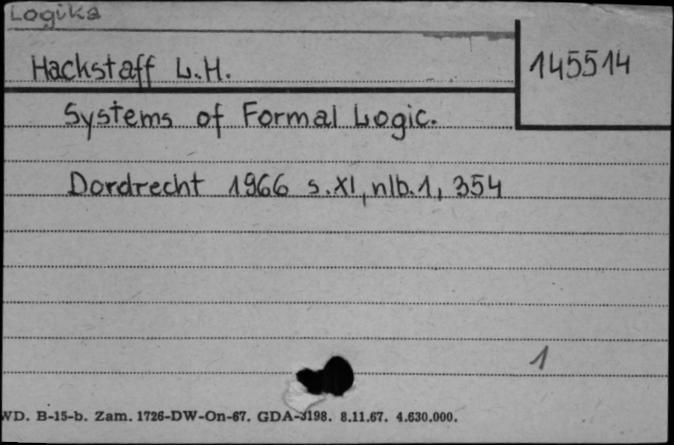 Logika
Hackstaff L.H.
145514
Systems of Formal Logic.
Dordrecht 1966 s.XI, nlb.1, 354
1
WD. B-15-b. Zam. 1726-DW-On-67. GDA-3198. 8.11.67. 4.630.000.